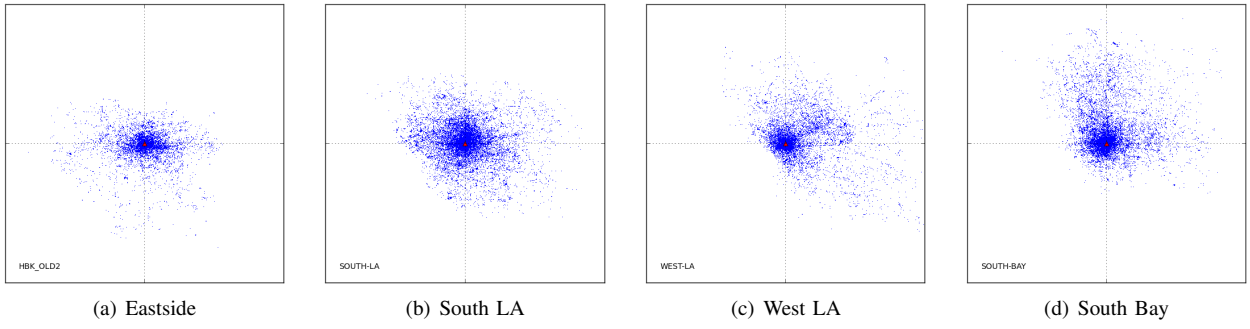 HBK_OLD2
SOUTH-LA
WEST-LA
SOUTH-BAY
(a) Eastside
(b) South LA
(c) West LA
(d) South Bay